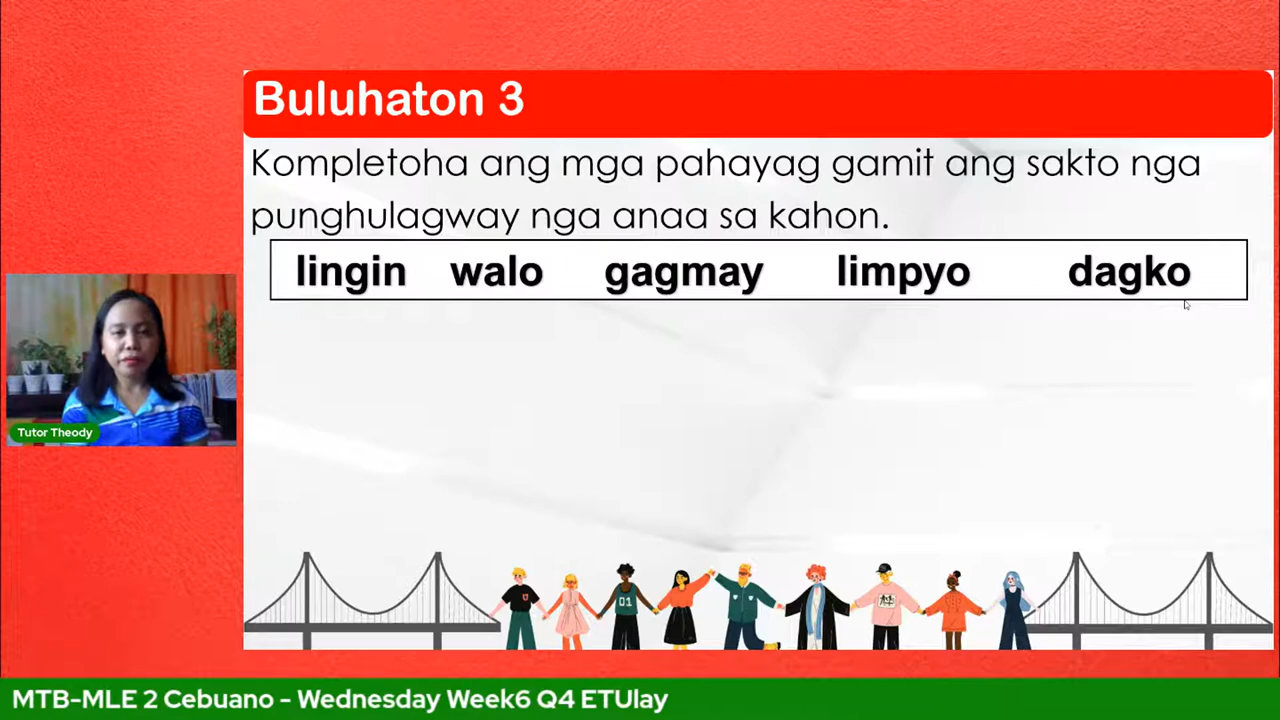 Buluhaton 3
Kompletoha ang mga pahayag gamit ang sakto nga
punghulagway nga anaa sa kahon.
lingin walo gagmay limpyo dagko
Tutor Theody
01
MTB-MLE 2 Cebuano - Wednesday Week6 Q4 ETUlay